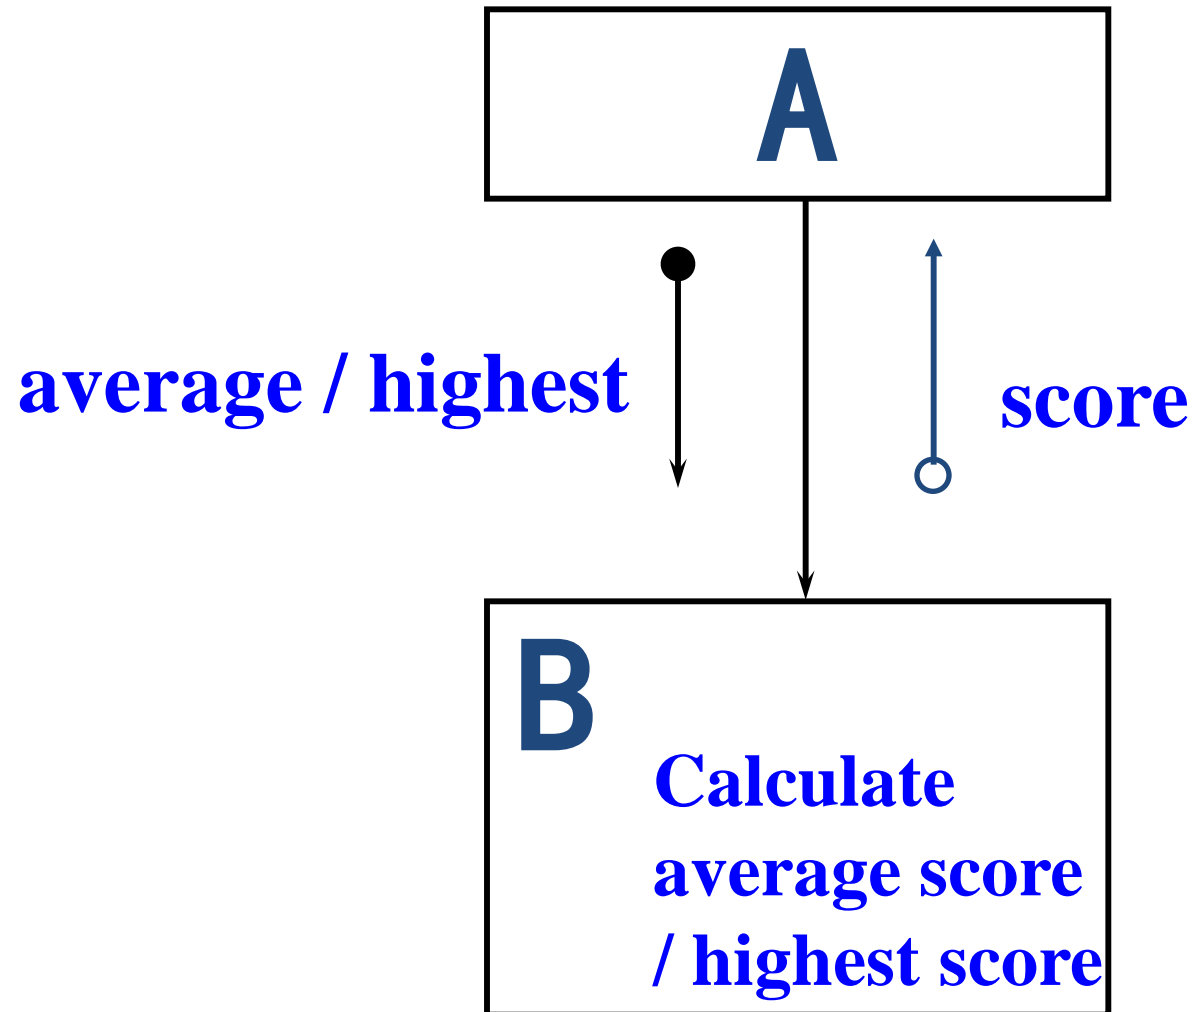 A
average / highest
score
B
Calculate
average score
/ highest score